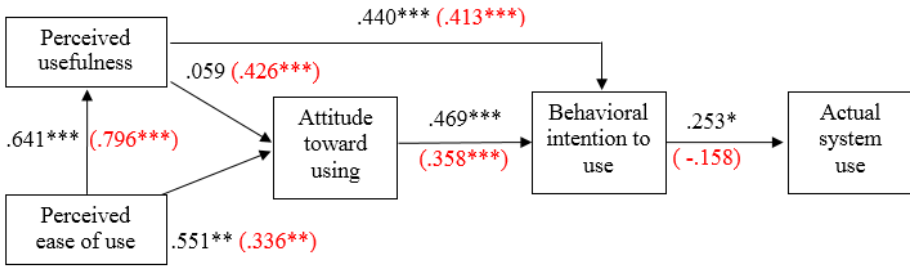 .440*** (.413***)
Perceived
usefulness
.059 (.426***)
.641*** (.796***)
Attitude
toward
using
.469***
(.358***)
Behavioral
intention to
use
.253*
( -.158)
Actual
system
use
Perceived
ease of use
.551** (.336**)